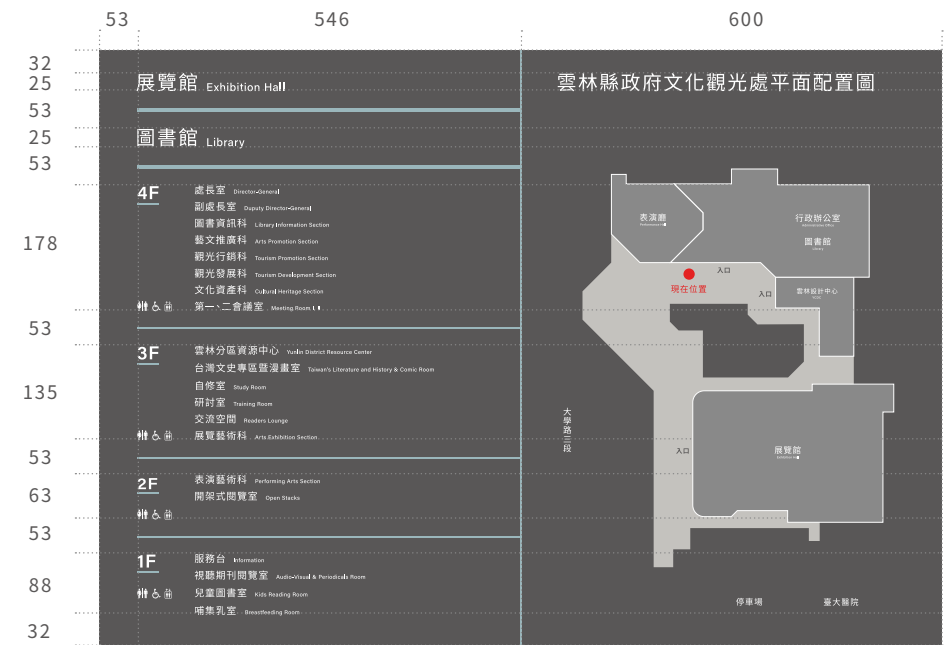 53 546 600
32
25
53
25
53
178
53
135
53
63
53
88
32
展覽館 Exhibition Hall
圖書館 Library
4F
處長室 Director-General
副處長室 Duputy Director-General
圖書資訊科 Library Information Section
藝文推廣科 Arts Promotion Section
觀光行銷科 Tourism Promotion Section
觀光發展科 Tourism Development Section
文化資產科 Cultural Heritage Section
第一、二會議室 Meeting Room
3F
雲林分區資源中心 Yunlin District Resource Center
台灣文史專區暨漫畫室 Taiwan's Literature and History & Comic Room
自修室 Study Room
研討室 Training Room
交流空間 Readers Lounge
展覽藝術科 Arts Exhibition Section
2F
表演藝術科 Performing Arts Section
開架式閱覽室 Open Stacks
1F
服務台 Information
視聽期刊閱覽室 Audio-Visual & Periodicals Room
兒童圖書室 Kids Reading Room
哺集乳室 Breastfeeding Room
雲林縣政府文化觀光處平面配置圖
表演廳
行政辦公室
Administrative Office
圖書館
Library
入口
現在位置
入口
雲林設計中心
大學路三段
入口
展覽館
停車場
臺大醫院